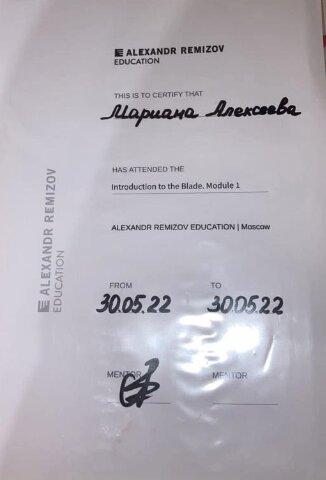 ALEXANDR REMIZOV
EDUCATION
THIS IS TO CERTIFY THAT
Мариана Алексеева
HAS ATTENDED THE
Introduction to the Blade. Module 1
ALEXANDR REMIZOV EDUCATION | Moscow
FROM TO
30.05.22 30.05.22
MENTOR MENTOR
ALEXANDR REMIZOV
EDUCATION